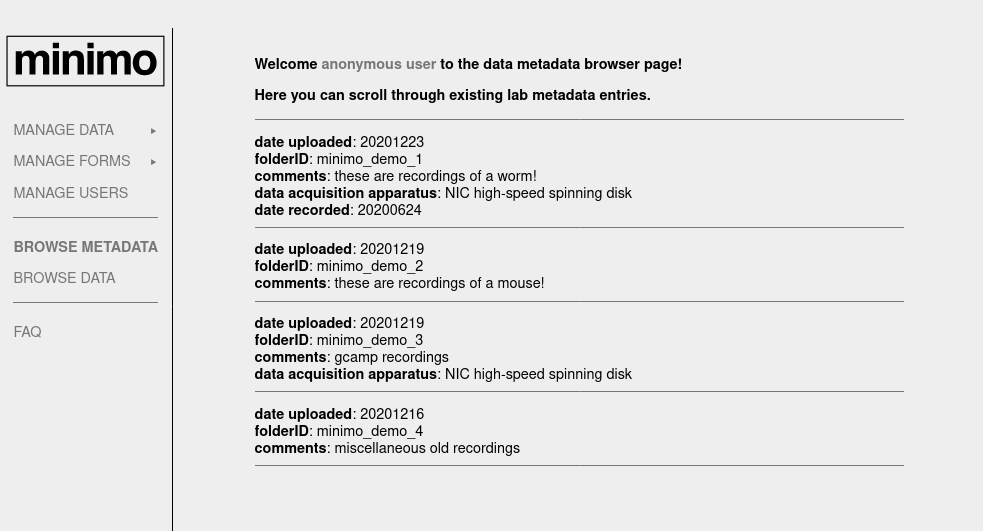 minimo
MANAGE DATA
MANAGE FORMS
MANAGE USERS
BROWSE METADATA
BROWSE DATA
FAQ
Welcome anonymous user to the data metadata browser page!
Here you can scroll through existing lab metadata entries.
date uploaded: 20201223
folderID: minimo_demo_1
comments: these are recordings of a worm!
data acquisition apparatus: NIC high-speed spinning disk
date recorded: 20200624
date uploaded: 20201219
folderID: minimo_demo_2
comments: these are recordings of a mouse!
date uploaded: 20201219
folderID: minimo_demo_3
comments: gcamp recordings
data acquisition apparatus: NIC high-speed spinning disk
date uploaded: 20201216
folderID: minimo_demo_4
comments: miscellaneous old recordings